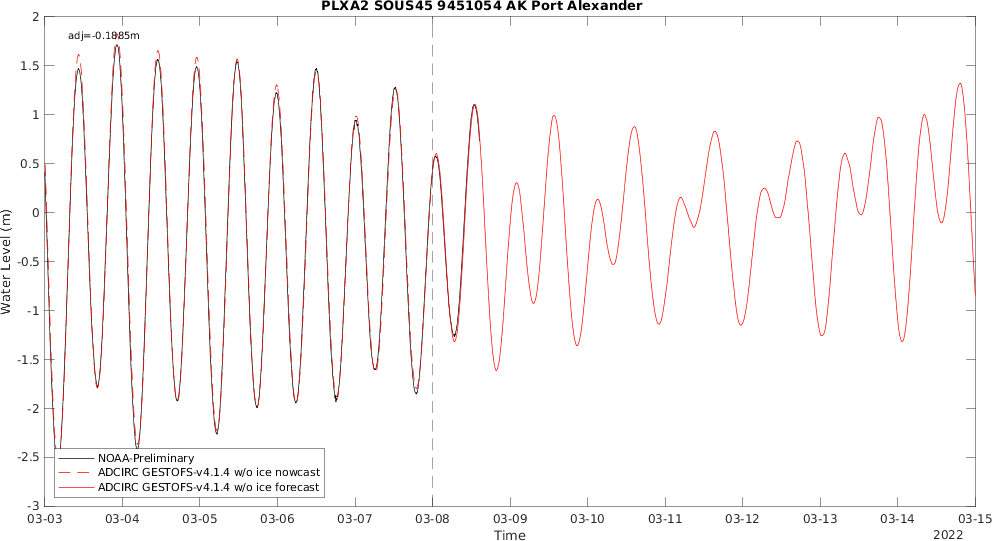 PLXA2 SOUS45 9451054 AK Port Alexander
2
adj=-0.1885m
1.5
1
0.5
0
-0.5
-1
-1.5
-2
-2.5
-3
Water Level (m)
NOAA-Preliminary
ADCIRC GESTOFS-v4.1.4 w/o ice nowcast
ADCIRC GESTOFS-v4.1.4 w/o ice forecast
03-03 03-04 03-05 03-06 03-07 03-08 03-09 03-10 03-11 03-12 03-13 03-14 03-15
Time
2022